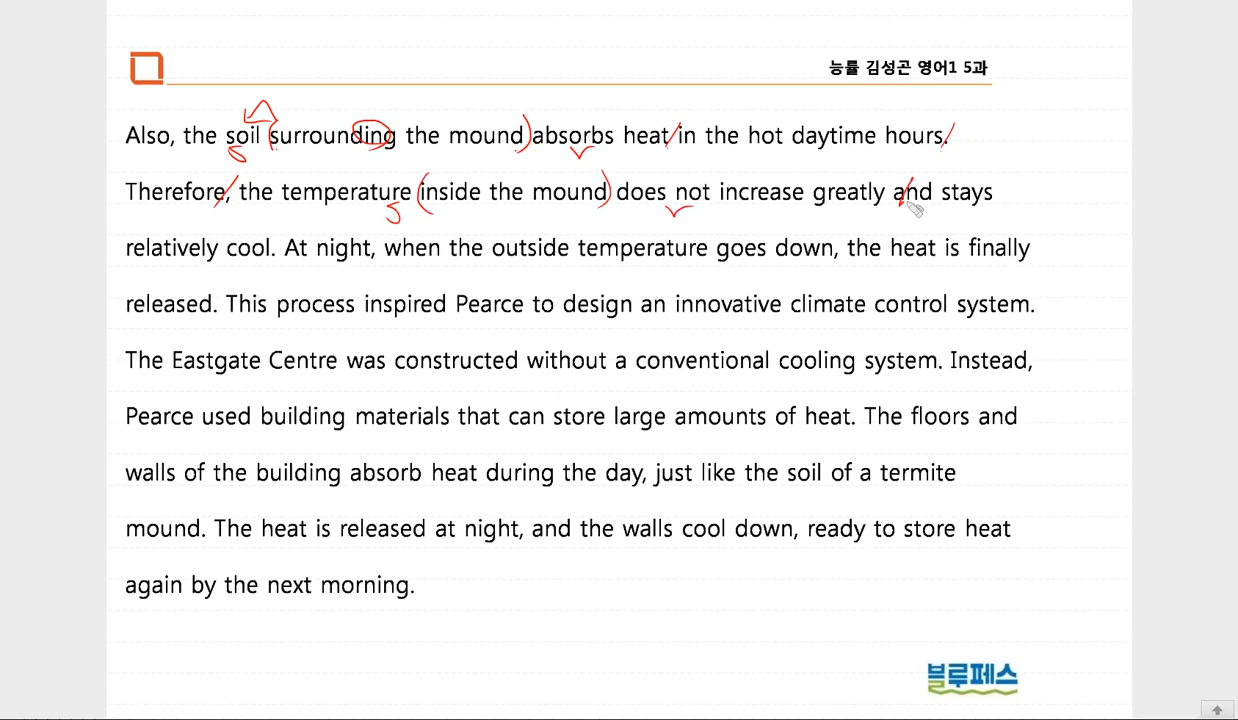 능률 김성곤 영어1 5과
Also, the soil surrounding the mound absorbs heat in the hot daytime hours.
S
V
Therefore, the temperature inside the mound does not increase greatly and stays
S
V
relatively cool. At night, when the outside temperature goes down, the heat is finally
released. This process inspired Pearce to design an innovative climate control system.
The Eastgate Centre was constructed without a conventional cooling system. Instead,
Pearce used building materials that can store large amounts of heat. The floors and
walls of the building absorb heat during the day, just like the soil of a termite
mound. The heat is released at night, and the walls cool down, ready to store heat
again by the next morning.
블루페스